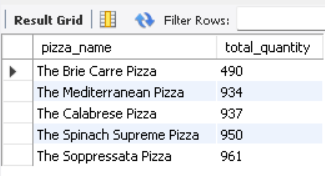 Result Grid Filter Rows:
pizza_name total_quantity
The Brie Carre Pizza 490
The Mediterranean Pizza 934
The Calabrese Pizza 937
The Spinach Supreme Pizza 950
The Soppressata Pizza 961